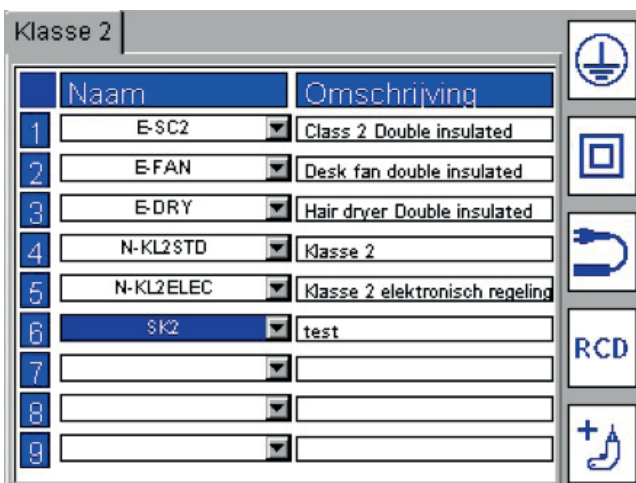 Klasse 2
Naam Omschrijving
1 E-SC2 Class 2 Double insulated
2 E-FAN Desk fan double insulated
3 E-DRY Hair dryer Double insulated
4 N-KL2STD Klasse 2
5 N-KL2ELEC Klasse 2 elektronisch regeling
6 SK2 test
RCD
7
8
9